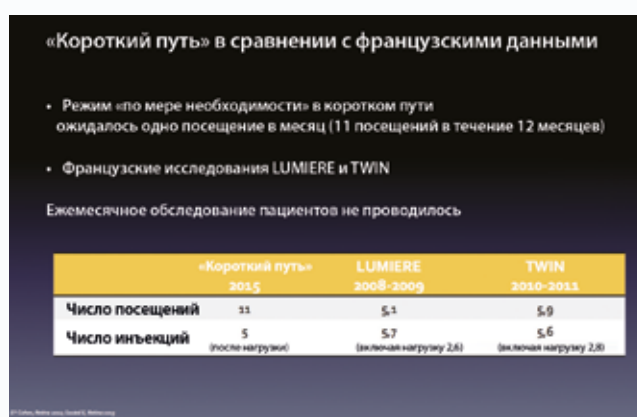 «Короткий путь» в сравнении с французскими данными
• Режим «по мере необходимости» в коротком пути
ожидалось одно посещение в месяц (11 посещений в течение 12 месяцев)
• Французские исследования LUMIERE и TWIN
Ежемесячное обследование пациентов не проводилось
«Короткий путь» LUMIERE TWIN
2015 2008-2009 2010-2011
Число посещений 11 5,1 5,9
Число инъекций 5 5,7 5,6
(после нагрузки) (включая нагрузку 2,6) (включая нагрузку 2,8)